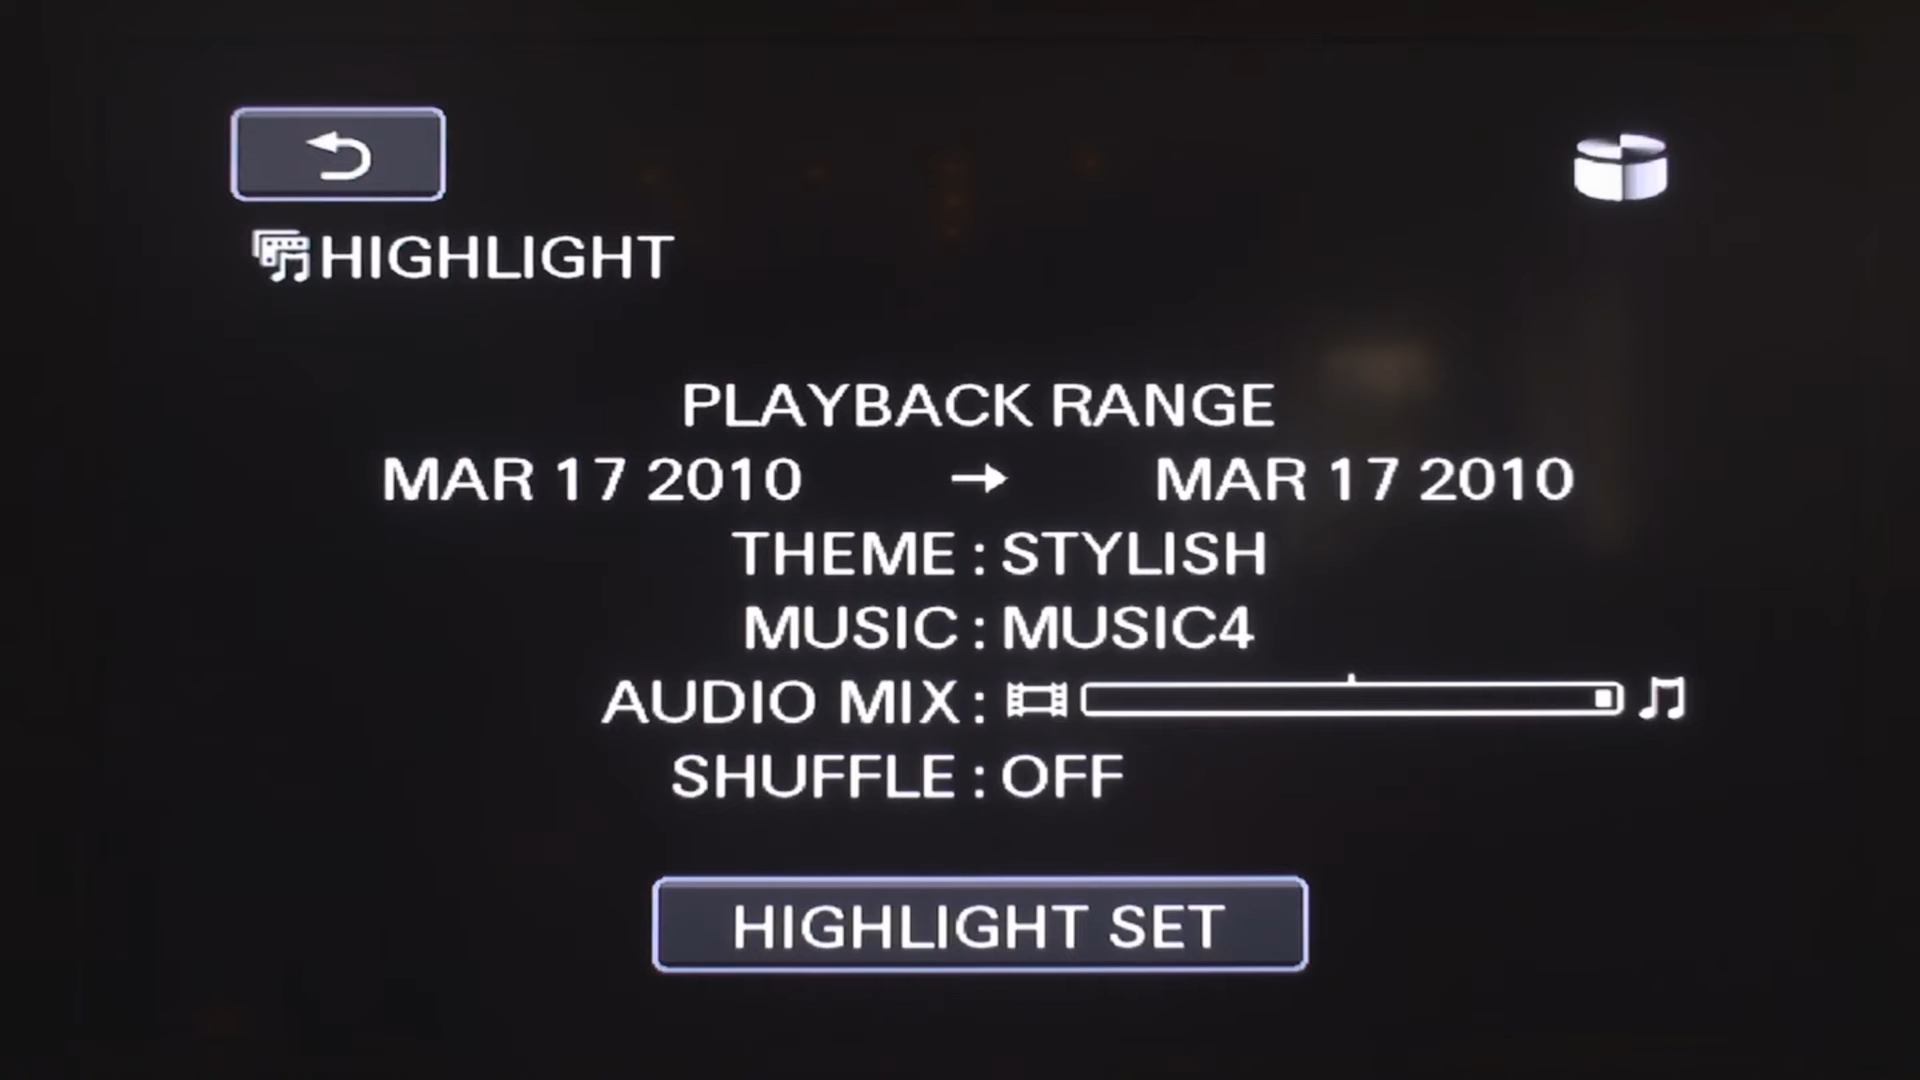 HIGHLIGHT
PLAYBACK RANGE
MAR 17 2010 → MAR 17 2010
THEME : STYLISH
MUSIC : MUSIC4
AUDIO MIX :
SHUFFLE : OFF
HIGHLIGHT SET